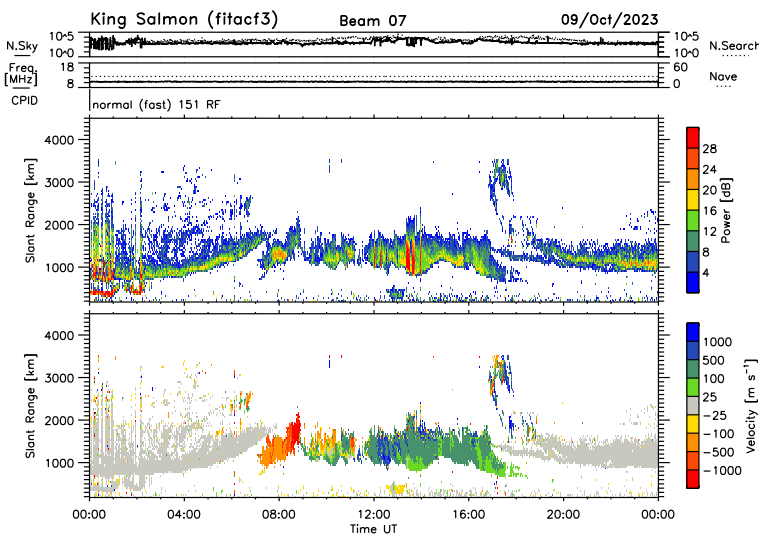 King Salmon (fitacf3) Beam 07 09/Oct/2023
N.Sky 10^5 10^0 10^5 10^0 N.Search
Freq. [MHz] 18 8 60 0 Nave
CPID normal (fast) 151 RF
Slant Range [km] 4000 3000 2000 1000
Power [dB] 28 24 20 16 12 8 4
Slant Range [km] 4000 3000 2000 1000
Velocity [m s⁻¹] 1000 500 100 25 −25 −100 −500 −1000
00:00 04:00 08:00 12:00 16:00 20:00 00:00
Time UT